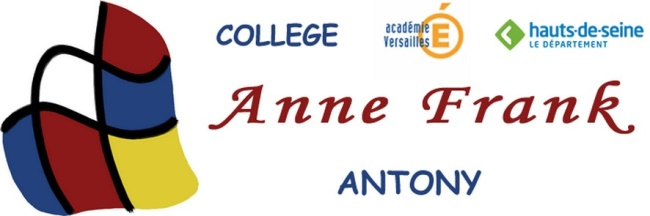 COLLEGE
académie Versailles É
hauts-de-seine
LE DÉPARTEMENT
Anne Frank
ANTONY